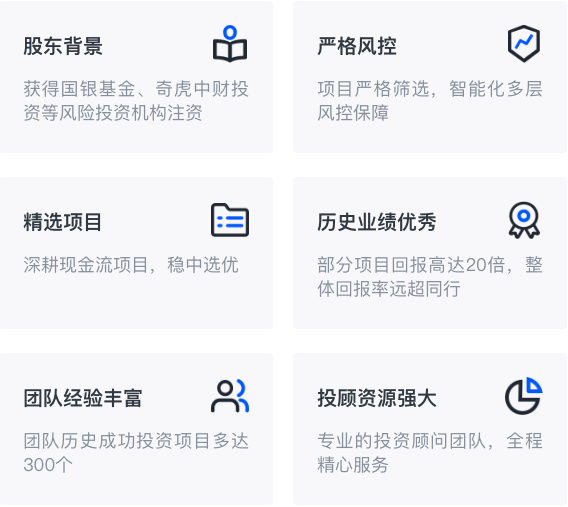 股东背景
获得国银基金、奇虎中财投
资等风险投资机构注资
严格风控
项目严格筛选，智能化多层
风控保障
精选项目
深耕现金流项目，稳中选优
历史业绩优秀
部分项目回报高达20倍，整
体回报率远超同行
团队经验丰富
团队历史成功投资项目多达
300个
投顾资源强大
专业的投资顾问团队，全程
精心服务